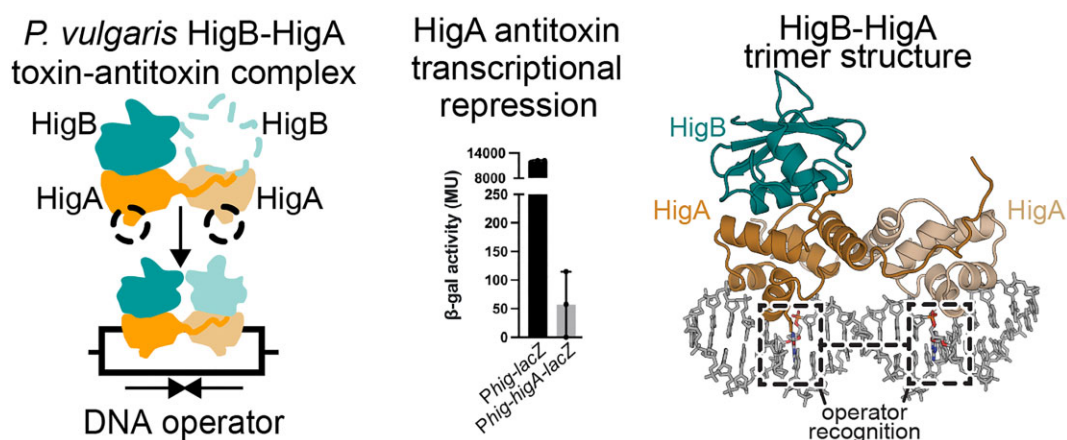 P. vulgaris HigB-HigA
toxin-antitoxin complex
HigB
HigB
HigA
HigA
DNA operator
HigA antitoxin
transcriptional
repression
14000
8000
250
200
150
100
50
0
β-gal activity (MU)
Phig-lacZ
Phig-higA-lacZ
HigB-HigA
trimer structure
HigB
HigA
HigA
operator
recognition